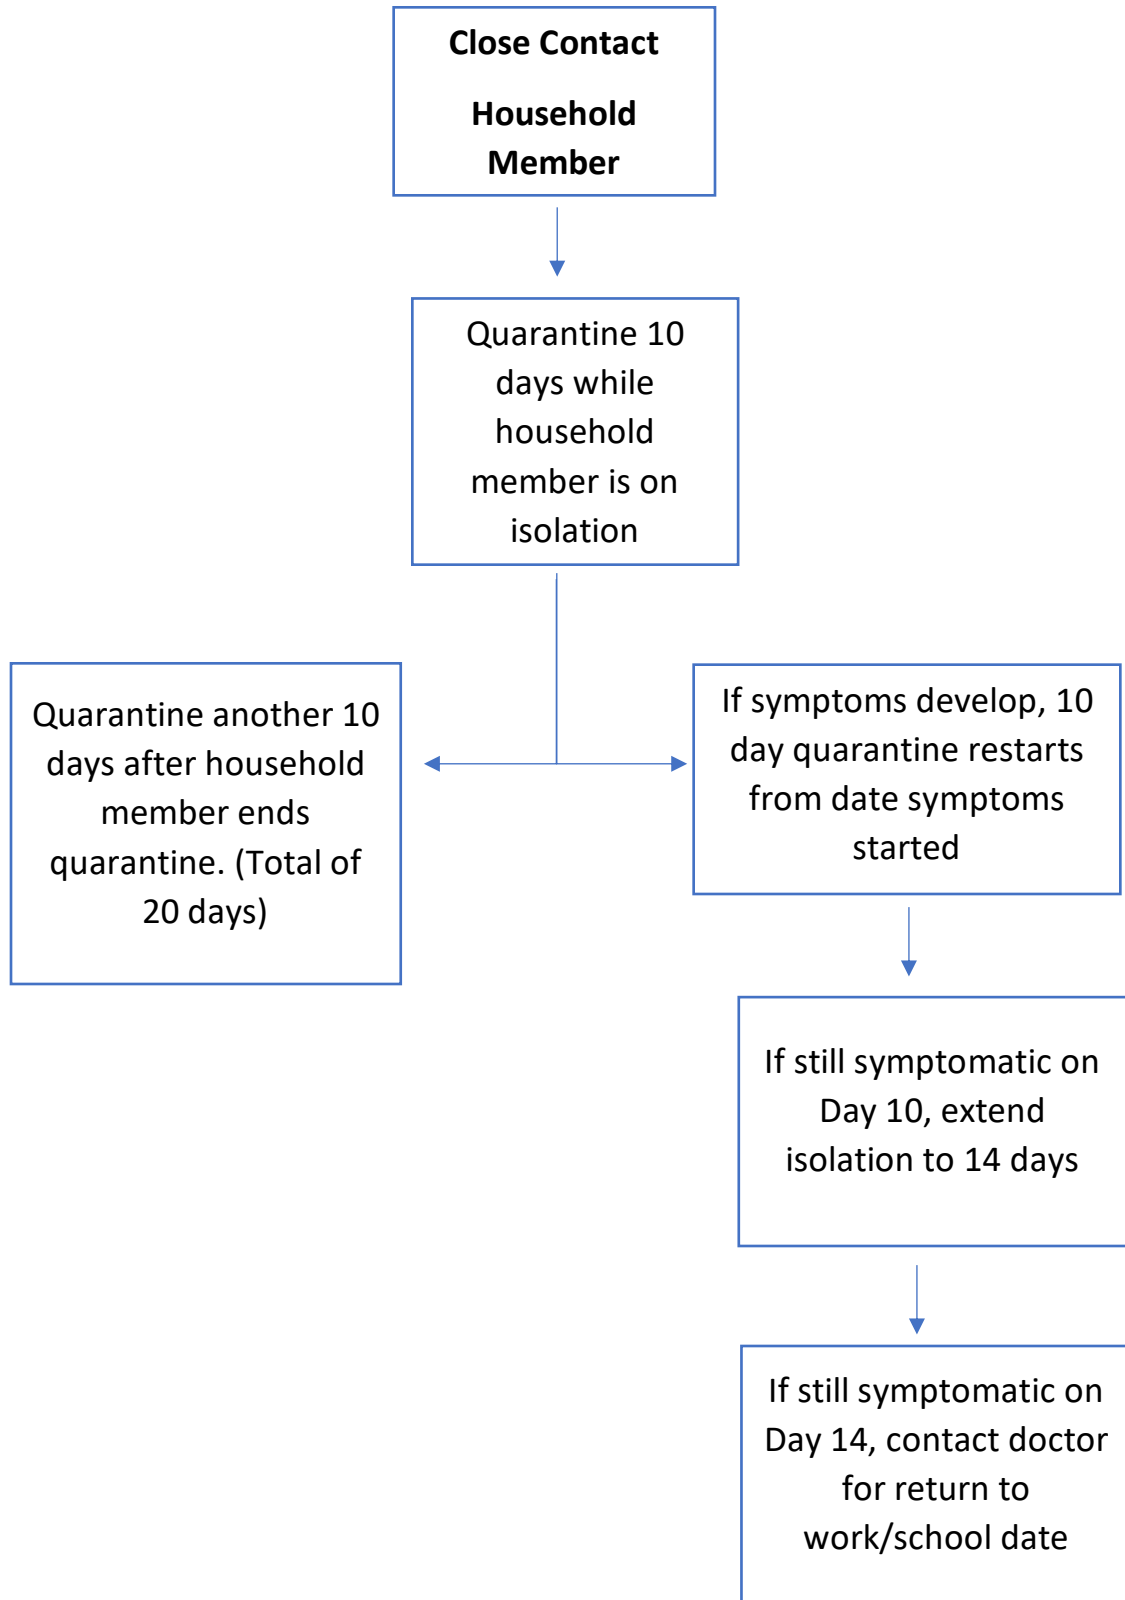 Close Contact
Household
Member
Quarantine 10
days while
household
member is on
isolation
Quarantine another 10
days after household
member ends
quarantine. (Total of
20 days)
If symptoms develop, 10
day quarantine restarts
from date symptoms
started
If still symptomatic on
Day 10, extend
isolation to 14 days
If still symptomatic on
Day 14, contact doctor
for return to
work/school date